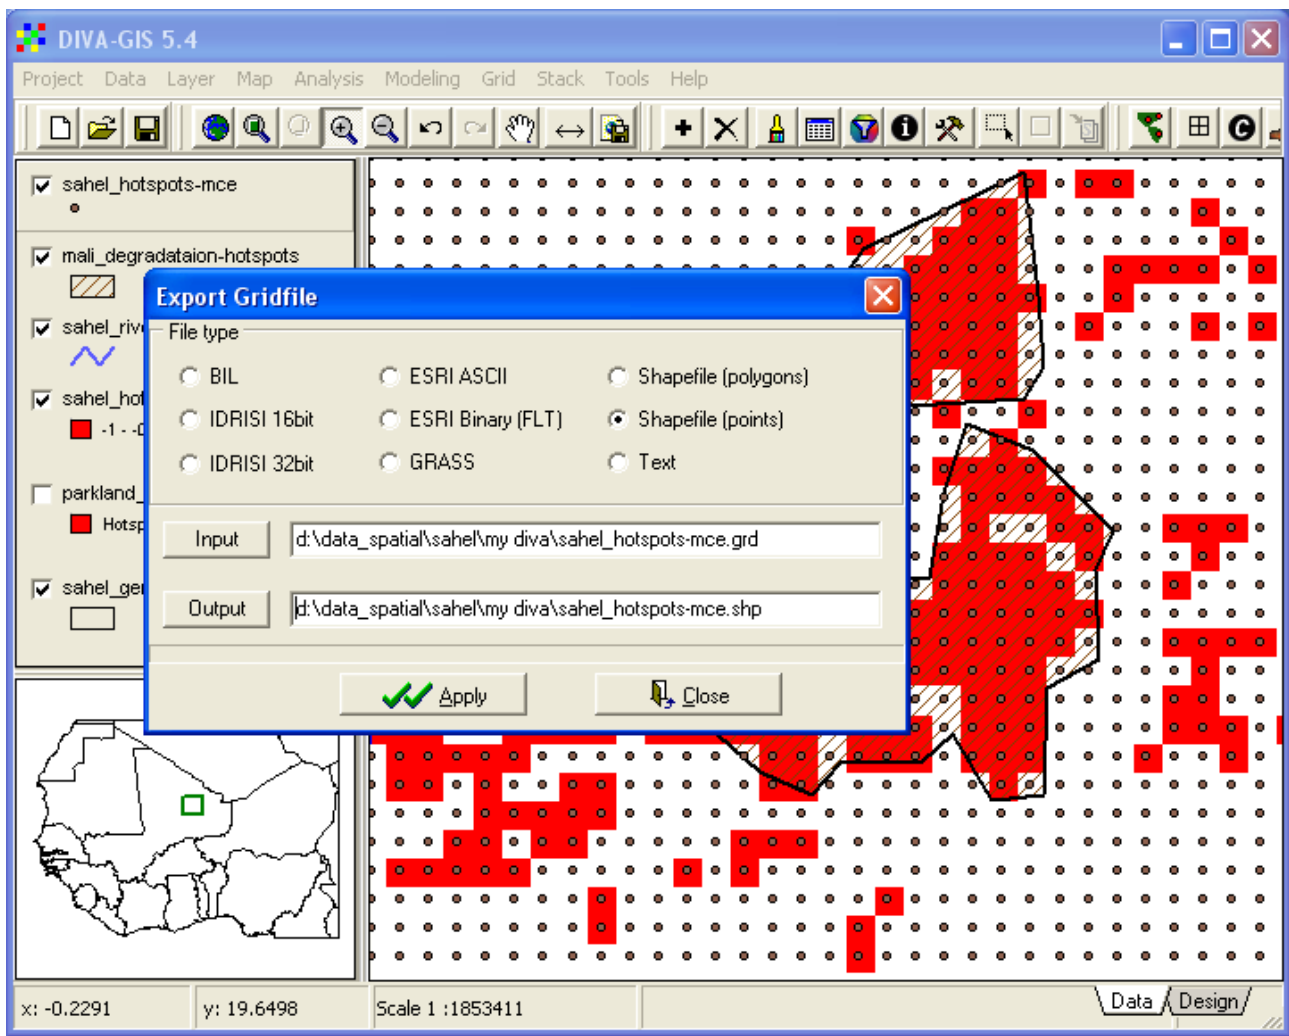 DIVA-GIS 5.4
Project Data Layer Map Analysis Modeling Grid Stack Tools Help
sahel_hotspots-mce
mali_degradataion-hotspots
Export Gridfile
File type
sahel_riv
BIL
ESRI ASCII
Shapefile (polygons)
sahel_hot
IDRISI 16bit
ESRI Binary (FLT)
Shapefile (points)
-1 - -0
IDRISI 32bit
GRASS
Text
parkland_
Hotsp
Input
d:\data_spatial\sahel\my diva\sahel_hotspots-mce.grd
sahel_ger
Output
d:\data_spatial\sahel\my diva\sahel_hotspots-mce.shp
Apply
Close
x: -0.2291
y: 19.6498
Scale 1 :1853411
Data
Design